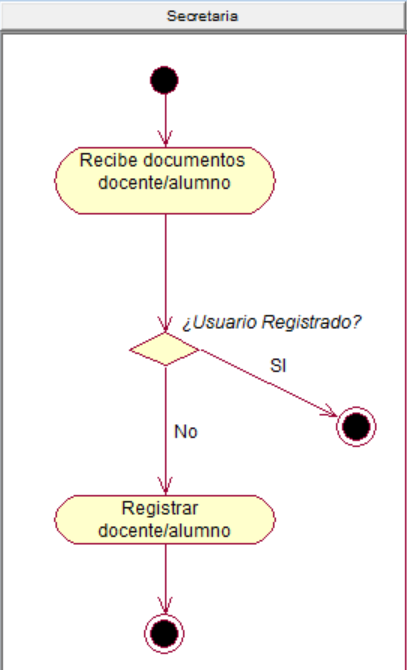 Secretaria
Recibe documentos
docente/alumno
¿Usuario Registrado?
SI
No
Registrar
docente/alumno